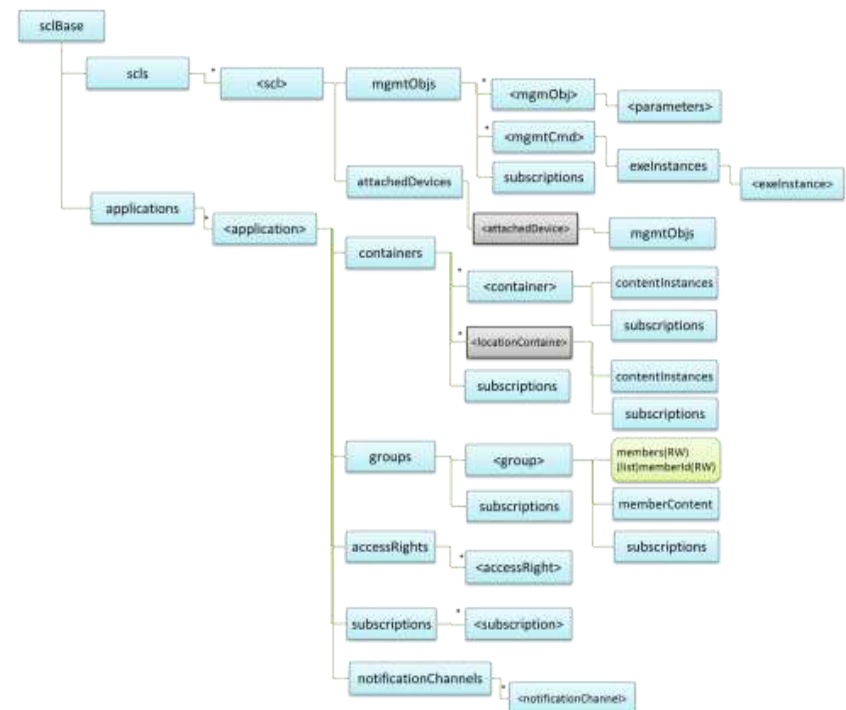 sclBase
scls
*
<scl>
mgmtObjs
*
<mgmObj>
<parameters>
*
<mgmtCmd>
exeInstances
<exeInstance>
subscriptions
attachedDevices
<attachedDevice>
mgmtObjs
applications
*
<application>
containers
*
<container>
contentInstances
subscriptions
*
<locationContaine>
contentInstances
subscriptions
subscriptions
groups
<group>
members(RW)
(list)memberId(RW)
memberContent
subscriptions
subscriptions
accessRights
*
<accessRight>
subscriptions
*
<subscription>
notificationChannels
*
<notificationChannel>